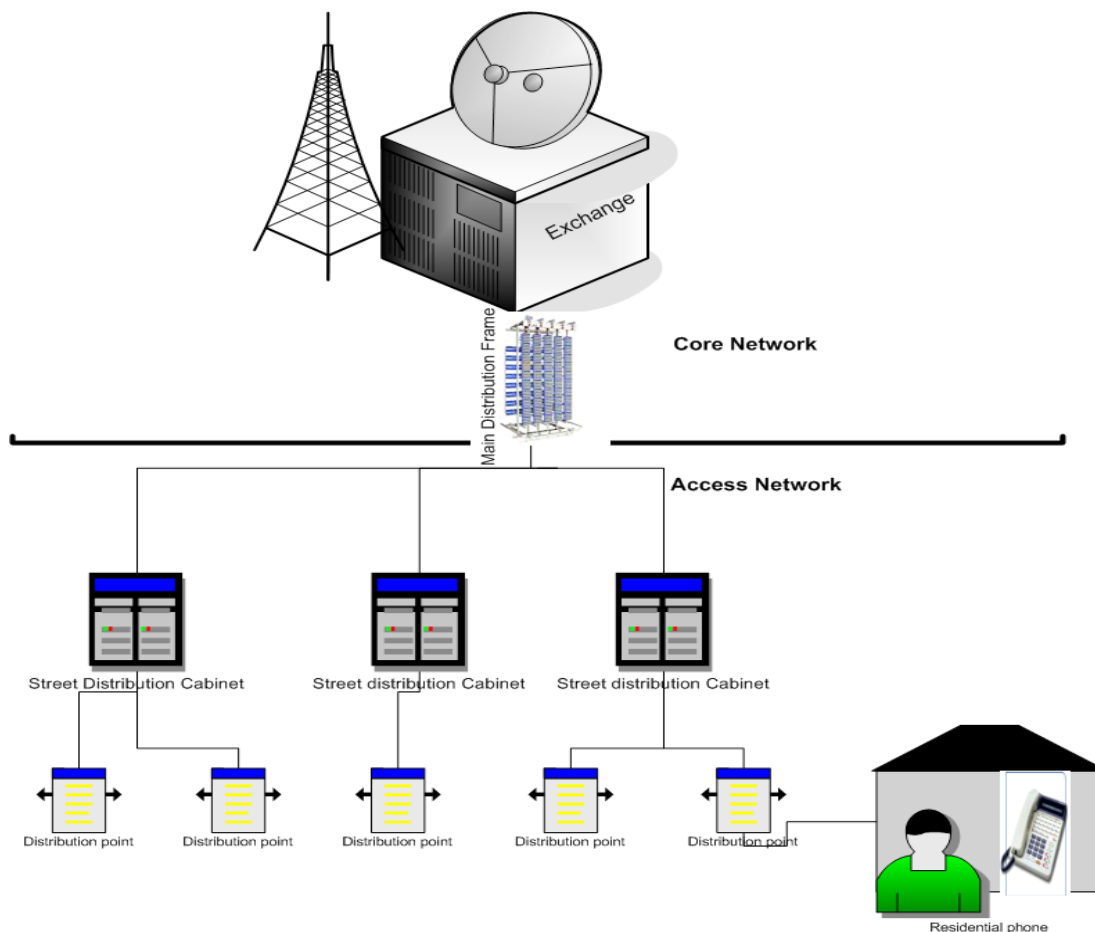 Exchange
Main Distribution Frame
Core Network
Access Network
Street Distribution Cabinet
Street distribution Cabinet
Street distribution Cabinet
Distribution point
Distribution point
Distribution point
Distribution point
Distribution point
Residential phone